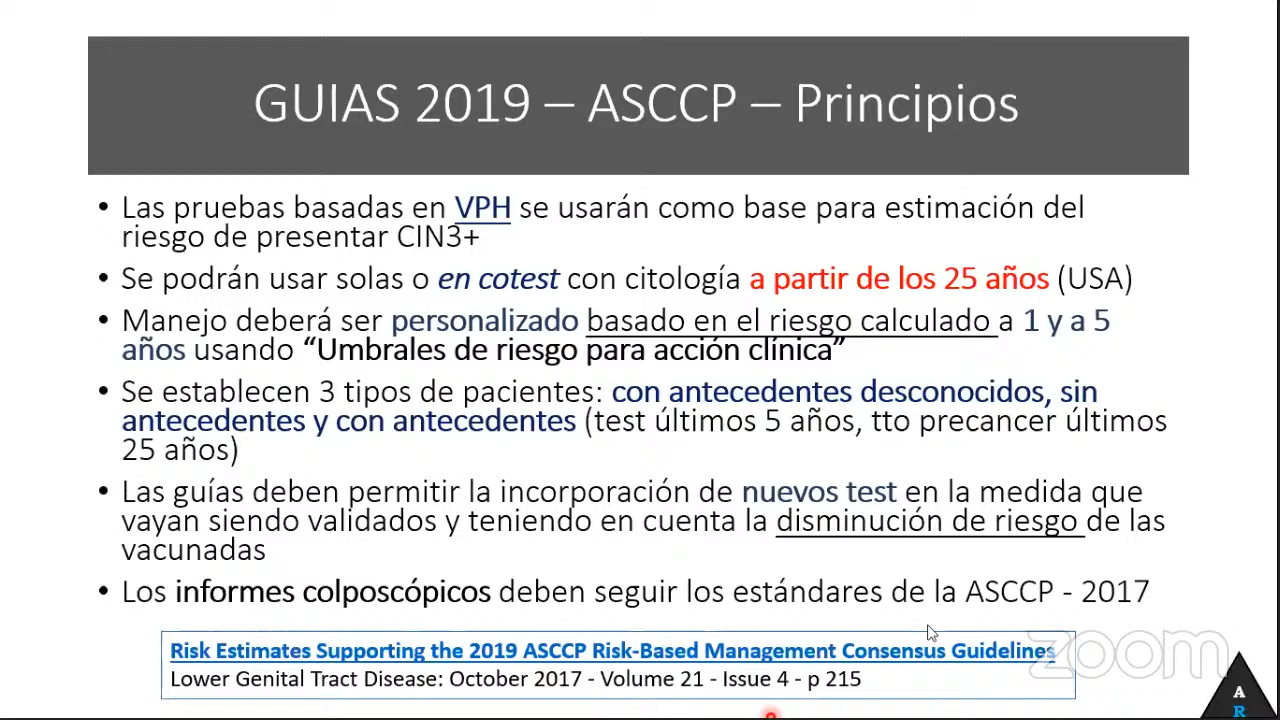 GUIAS 2019 – ASCCP – Principios
• Las pruebas basadas en VPH se usarán como base para estimación del
riesgo de presentar CIN3+
• Se podrán usar solas o en cotest con citología a partir de los 25 años (USA)
• Manejo deberá ser personalizado basado en el riesgo calculado a 1 y a 5
años usando “Umbrales de riesgo para acción clínica”
• Se establecen 3 tipos de pacientes: con antecedentes desconocidos, sin
antecedentes y con antecedentes (test últimos 5 años, tto precancer últimos
25 años)
• Las guías deben permitir la incorporación de nuevos test en la medida que
vayan siendo validados y teniendo en cuenta la disminución de riesgo de las
vacunadas
• Los informes colposcópicos deben seguir los estándares de la ASCCP - 2017
Risk Estimates Supporting the 2019 ASCCP Risk-Based Management Consensus Guidelines
Lower Genital Tract Disease: October 2017 - Volume 21 - Issue 4 - p 215
zoom
A
R